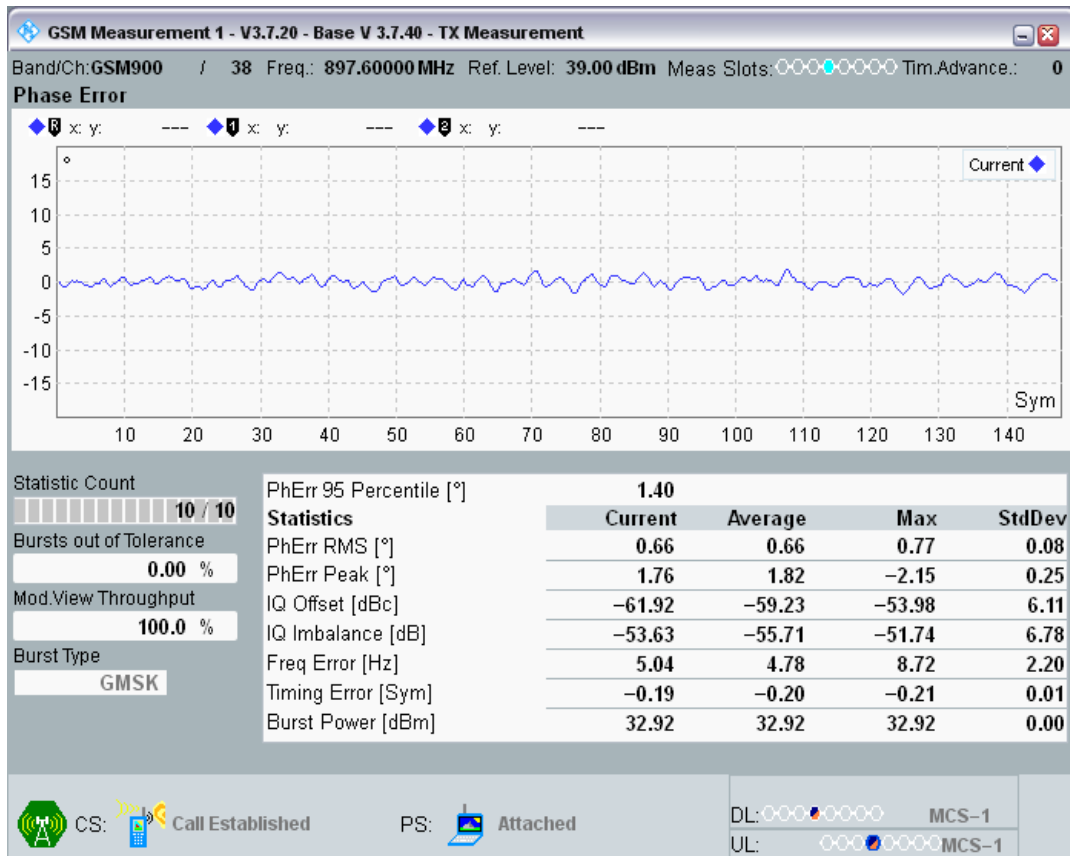 GSM Measurement 1 - V3.7.20 - Base V 3.7.40 - TX Measurement
Band/Ch:GSM900 / 38 Freq.: 897.60000 MHz Ref. Level: 39.00 dBm Meas Slots: Tim.Advance.: 0
Phase Error
R x: y: --- 1 x: y: --- 2 x: y: ---
°
Current
15
10
5
0
-5
-10
-15
Sym
10 20 30 40 50 60 70 80 90 100 110 120 130 140
Statistic Count
10 / 10
Bursts out of Tolerance
0.00 %
Mod.View Throughput
100.0 %
Burst Type
GMSK
PhErr 95 Percentile [°] 1.40
Statistics Current Average Max StdDev
PhErr RMS [°] 0.66 0.66 0.77 0.08
PhErr Peak [°] 1.76 1.82 −2.15 0.25
IQ Offset [dBc] −61.92 −59.23 −53.98 6.11
IQ Imbalance [dB] −53.63 −55.71 −51.74 6.78
Freq Error [Hz] 5.04 4.78 8.72 2.20
Timing Error [Sym] −0.19 −0.20 −0.21 0.01
Burst Power [dBm] 32.92 32.92 32.92 0.00
CS: Call Established PS: Attached
DL: MCS−1
UL: MCS−1